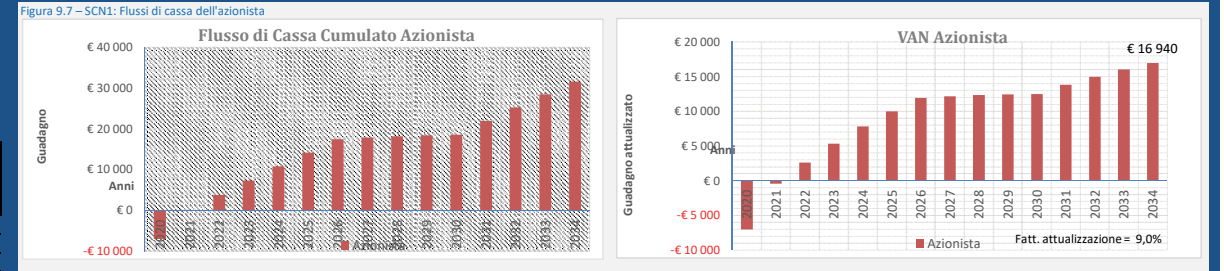 Figura 9.7 – SCN1: Flussi di cassa dell'azionista
Flusso di Cassa Cumulato Azionista
€ 40 000
€ 30 000
€ 20 000
€ 10 000
€ 0
-€ 10 000
Guadagno
Anni
2020
2021
2022
2023
2024
2025
2026
2027
2028
2029
2030
2031
2032
2033
2034
Azionista
VAN Azionista
€ 16 940
€ 20 000
€ 15 000
€ 10 000
€ 5 000
€ 0
-€ 5 000
-€ 10 000
Guadagno attualizzato
Anni
2020
2021
2022
2023
2024
2025
2026
2027
2028
2029
2030
2031
2032
2033
2034
Azionista
Fatt. attualizzazione = 9,0%